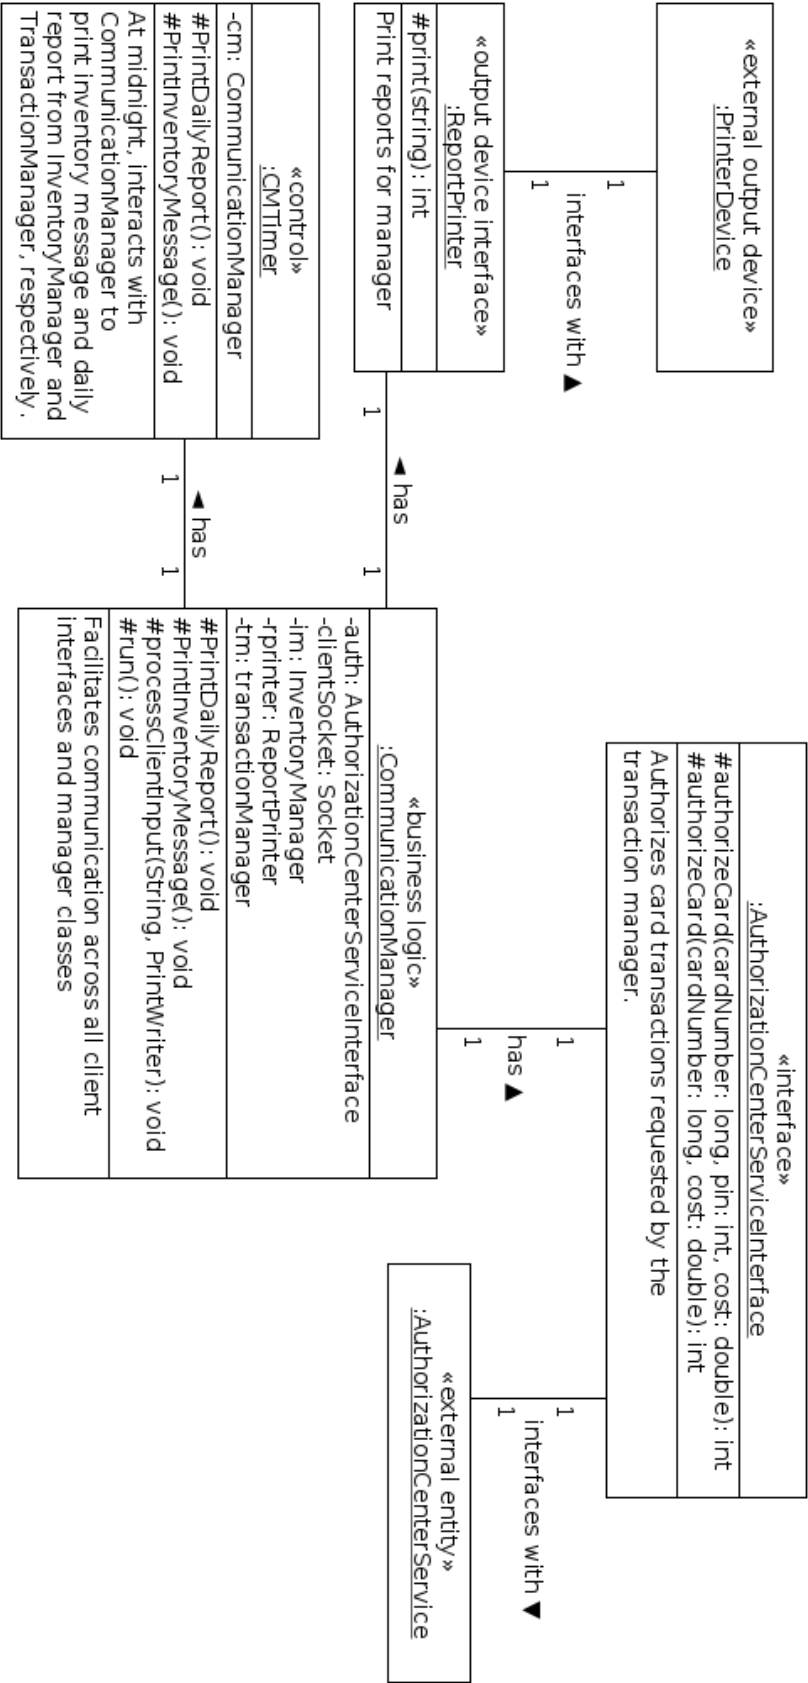 «external output device»
:PrinterDevice
1
interfaces with ▲
1
«output device interface»
:ReportPrinter
#print(string): int
Print reports for manager
1
◄ has
1
«control»
:CMTimer
-cm: CommunicationManager
#PrintDailyReport(): void
#PrintInventoryMessage(): void
At midnight, interacts with
CommunicationManager to
print inventory message and daily
report from InventoryManager and
TransactionManager, respectively.
1
◄ has
1
«interface»
:AuthorizationCenterServiceInterface
#authorizeCard(cardNumber: long, pin: int, cost: double): int
#authorizeCard(cardNumber: long, cost: double): int
Authorizes card transactions requested by the
transaction manager.
1
has ▲
1
«business logic»
:CommunicationManager
-auth: AuthorizationCenterServiceInterface
-clientSocket: Socket
-im: InventoryManager
-rprinter: ReportPrinter
-tm: transactionManager
#PrintDailyReport(): void
#PrintInventoryMessage(): void
#processClientInput(String, PrintWriter): void
#run(): void
Facilitates communication across all client
interfaces and manager classes
1
interfaces with ▼
1
«external entity»
:AuthorizationCenterService